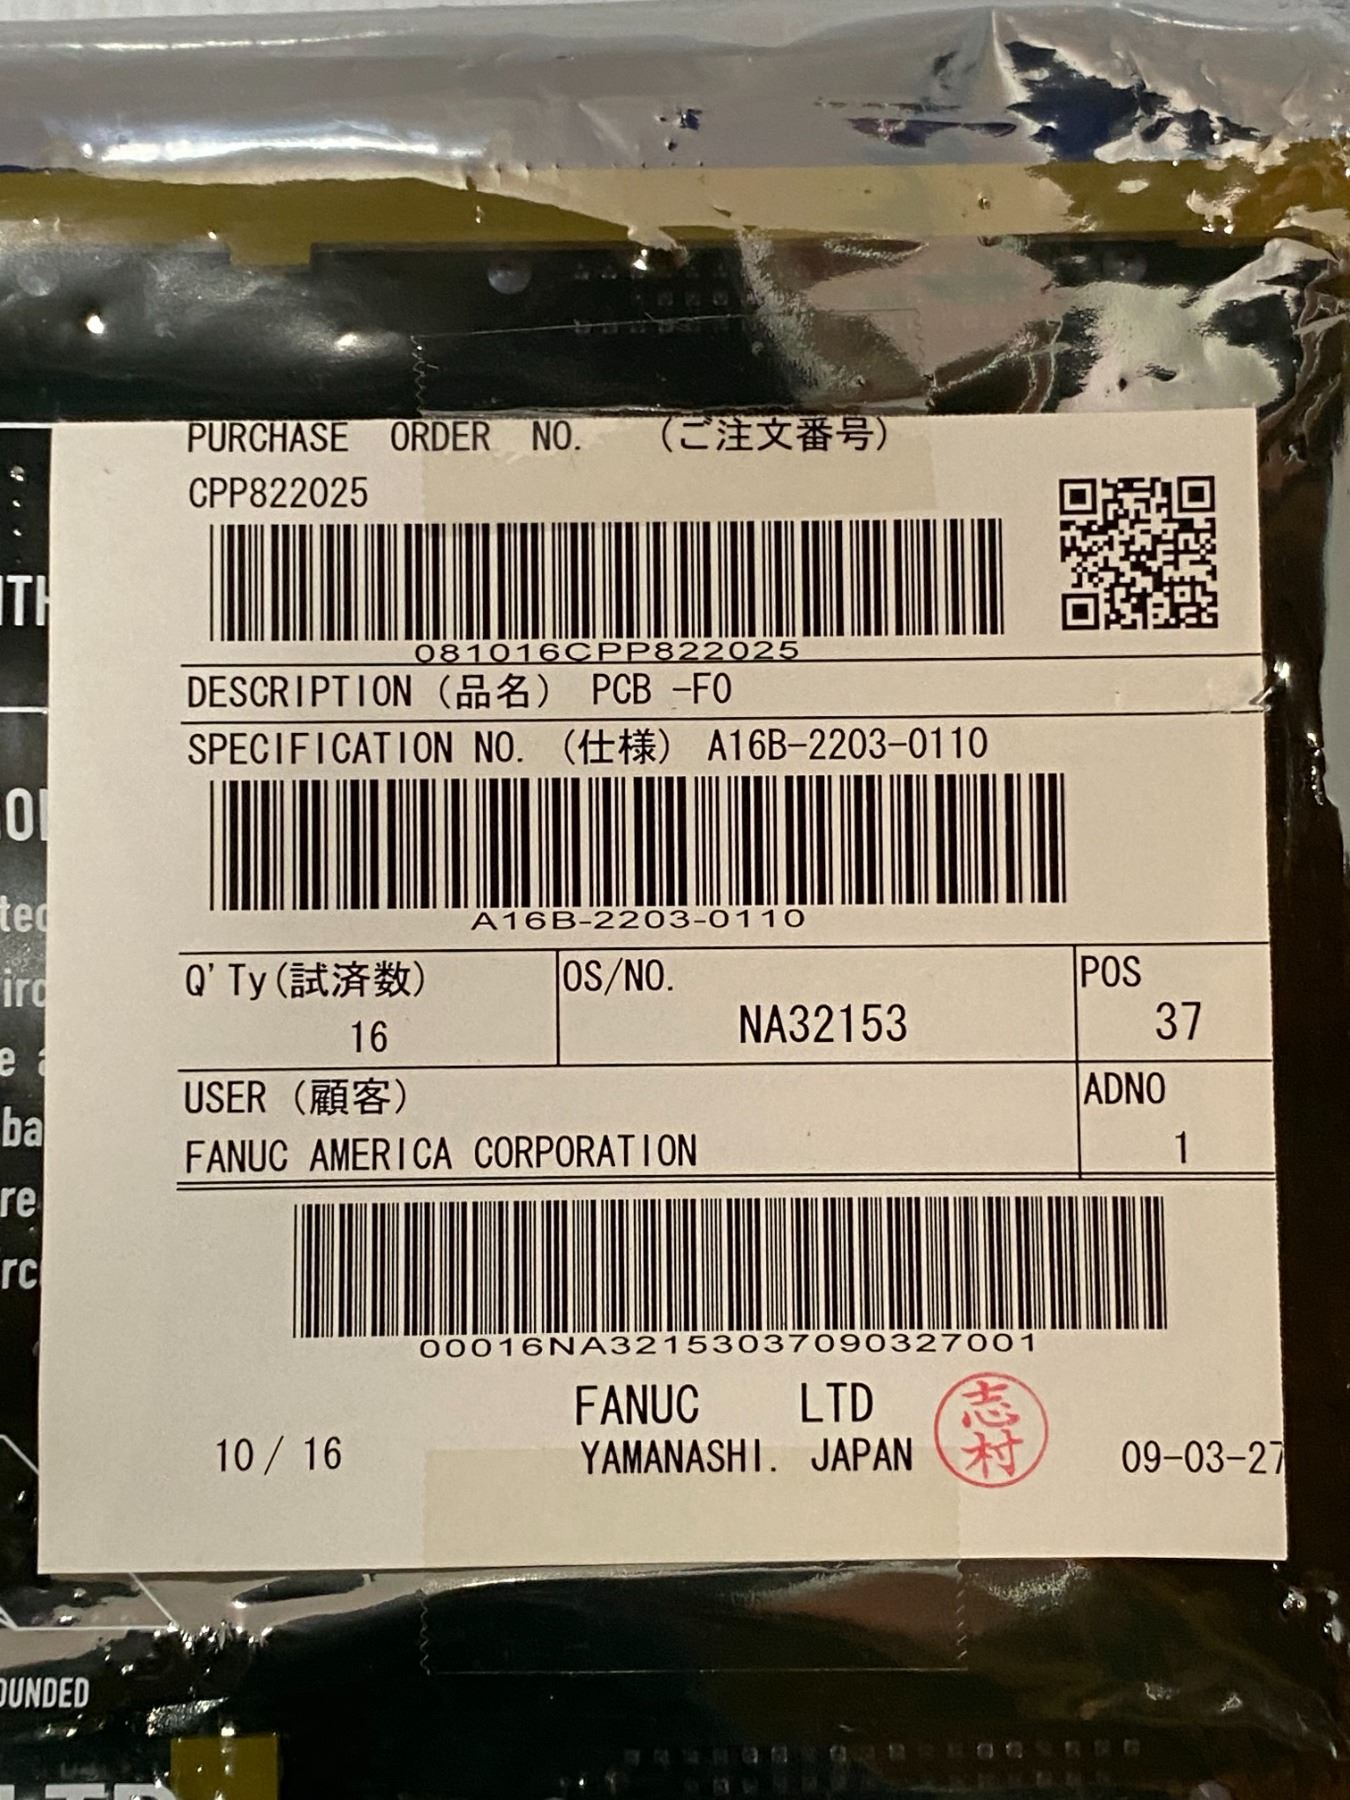 PURCHASE ORDER NO. (ご注文番号)
CPP822025
081016CPP822025
DESCRIPTION (品名) PCB -FO
SPECIFICATION NO. (仕様) A16B-2203-0110
A16B-2203-0110
Q'Ty(試済数) OS/NO. POS
16 NA32153 37
USER (顧客) ADNO
FANUC AMERICA CORPORATION 1
00016NA32153037090327001
FANUC LTD
志村
10/ 16 YAMANASHI. JAPAN 09-03-27
OUNDED